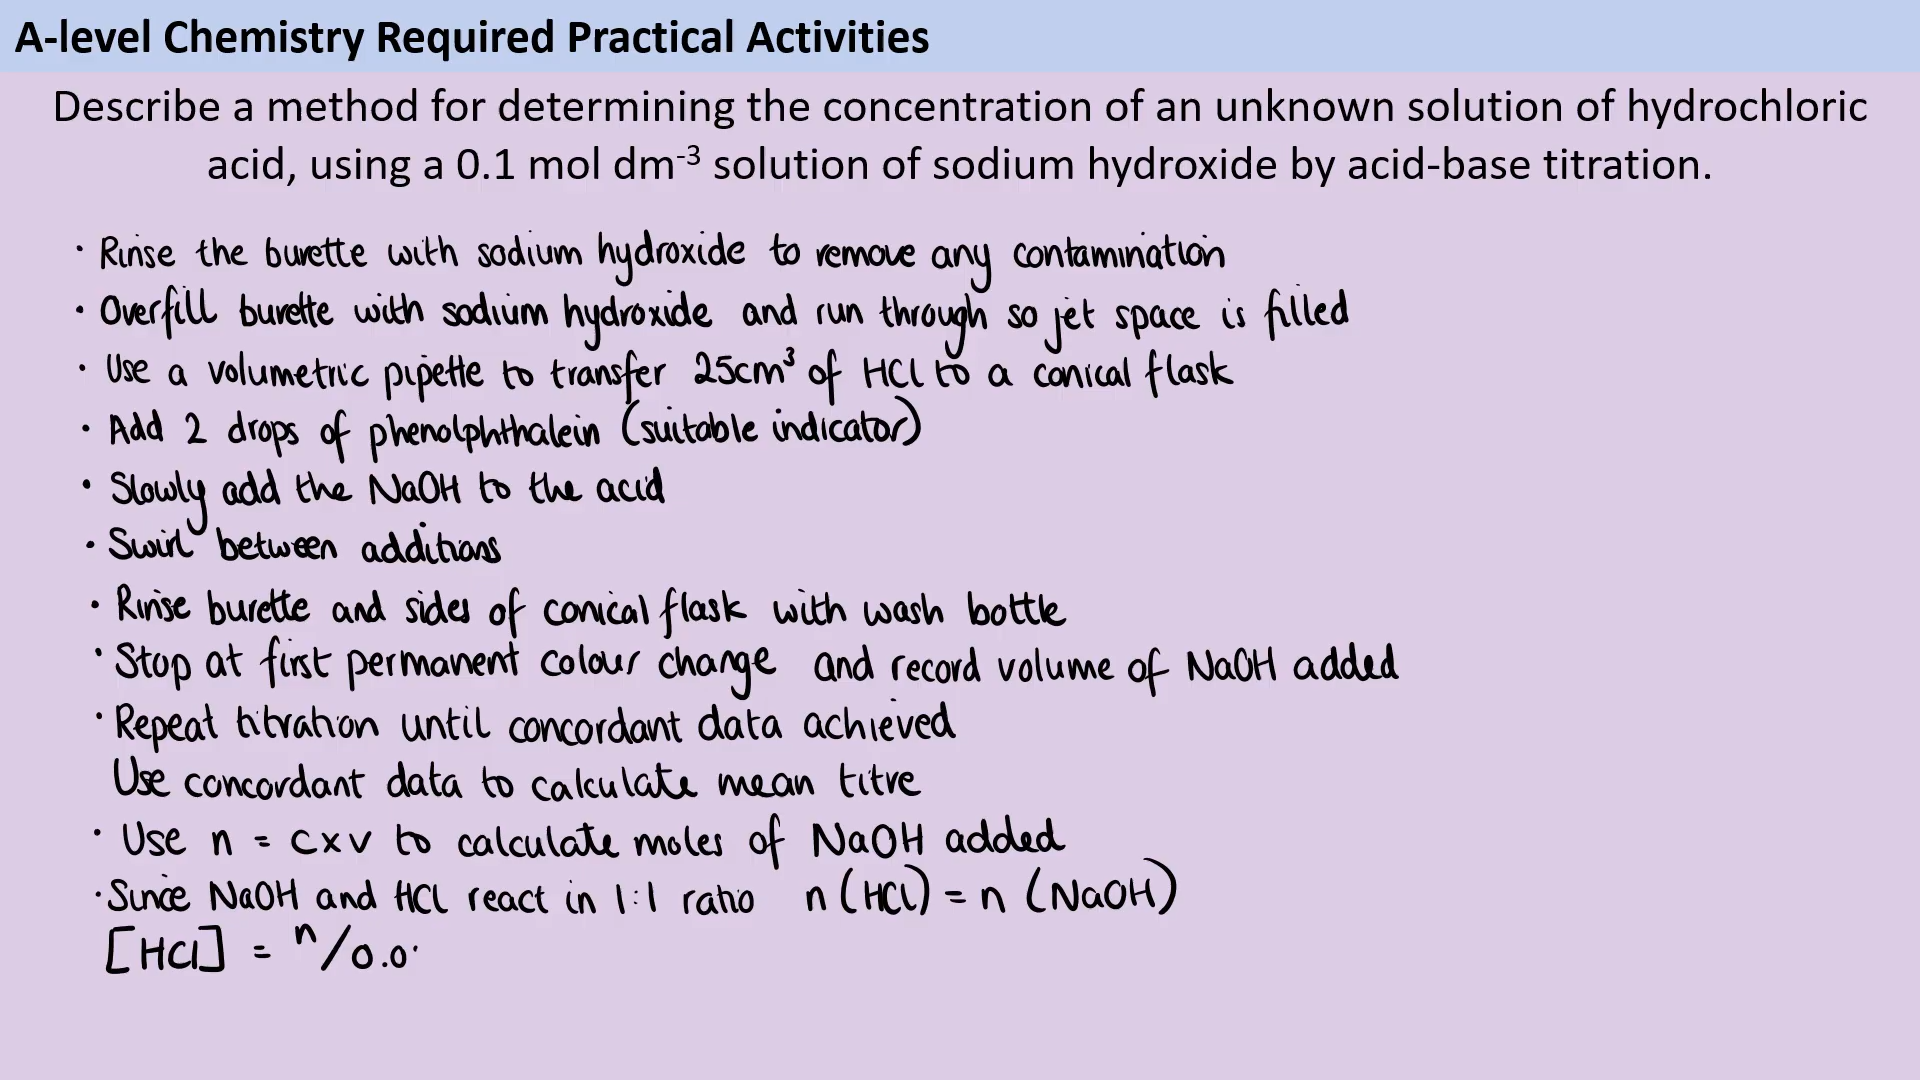 A-level Chemistry Required Practical Activities
Describe a method for determining the concentration of an unknown solution of hydrochloric
acid, using a 0.1 mol dm⁻³ solution of sodium hydroxide by acid-base titration.
· Rinse the burette with sodium hydroxide to remove any contamination
· Overfill burette with sodium hydroxide and run through so jet space is filled
· Use a volumetric pipette to transfer 25cm³ of HCl to a conical flask
· Add 2 drops of phenolphthalein (suitable indicator)
· Slowly add the NaOH to the acid
· Swirl between additions
· Rinse burette and sides of conical flask with wash bottle
· Stop at first permanent colour change and record volume of NaOH added
· Repeat titration until concordant data achieved
Use concordant data to calculate mean titre
· Use n = c x v to calculate moles of NaOH added
· Since NaOH and HCl react in 1:1 ratio n (HCl) = n (NaOH)
[HCl] = n/0.0